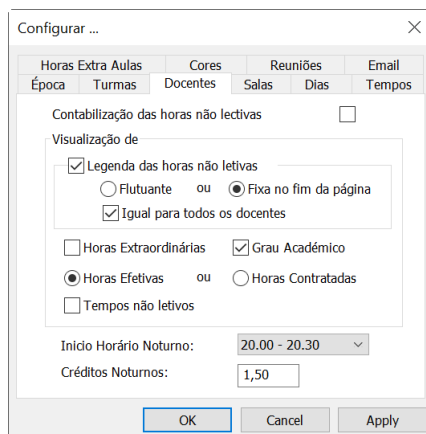 Configurar ...
Horas Extra Aulas Cores Reuniões Email
Época Turmas Docentes Salas Dias Tempos
Contabilização das horas não lectivas
Visualização de
Legenda das horas não letivas
Flutuante ou Fixa no fim da página
Igual para todos os docentes
Horas Extraordinárias Grau Académico
Horas Efetivas ou Horas Contratadas
Tempos não letivos
Inicio Horário Noturno: 20.00 - 20.30
Créditos Noturnos: 1,50
OK Cancel Apply